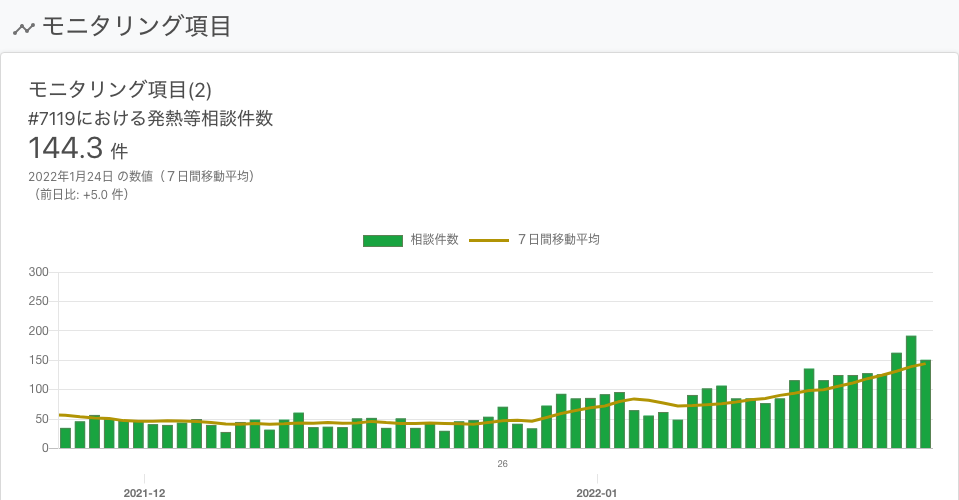 モニタリング項目
モニタリング項目(2)
#7119における発熱等相談件数
144.3 件
2022年1月24日 の数値（７日間移動平均）
（前日比: +5.0 件）
相談件数 ７日間移動平均
300
250
200
150
100
50
0
26
2021-12 2022-01